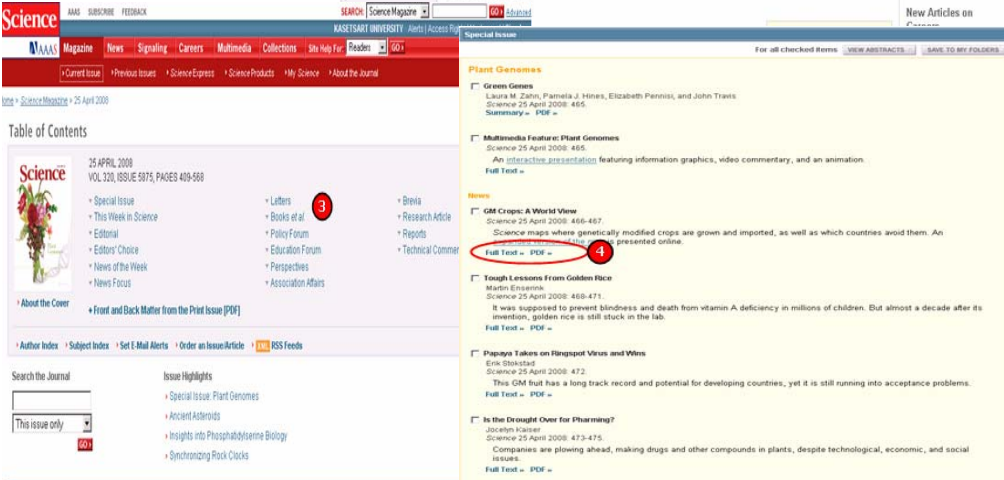 Science
AAAS SUBSCRIBE FEEDBACK
SEARCH: Science Magazine GO Advanced
KASETSART UNIVERSITY Alerts | Access Rig
AAAS Magazine News Signaling Careers Multimedia Collections Site Help For: Readers GO
Current Issue Previous Issues Science Express Science Products My Science About the Journal
Home > Science Magazine > 25 April 2008
Table of Contents
Science
25 APRIL 2008
VOL 320, ISSUE 5875, PAGES 409-568
Special Issue
This Week in Science
Editorial
Editors' Choice
News of the Week
News Focus
Letters
Books et al.
Policy Forum
Education Forum
Perspectives
Association Affairs
3
Brevia
Research Article
Reports
Technical Commen
About the Cover
+ Front and Back Matter from the Print Issue [PDF]
Author Index Subject Index Set E-Mail Alerts Order an Issue/Article XML RSS Feeds
Search the Journal
This issue only
GO
Issue Highlights
Special Issue: Plant Genomes
Ancient Asteroids
Insights into Phosphatidylserine Biology
Synchronizing Rock Clocks
New Articles on
Special Issue
For all checked items VIEW ABSTRACTS SAVE TO MY FOLDERS
Plant Genomes
Green Genes
Laura M. Zahn, Pamela J. Hines, Elizabeth Pennisi, and John Travis
Science 25 April 2008: 465.
Summary » PDF »
Multimedia Feature: Plant Genomes
Science 25 April 2008: 465.
An interactive presentation featuring information graphics, video commentary, and an animation.
Full Text »
News
GM Crops: A World View
Science 25 April 2008: 466-467.
Science maps where genetically modified crops are grown and imported, as well as which countries avoid them. An
expanded version of the is presented online.
Full Text » PDF »
4
Tough Lessons From Golden Rice
Martin Enserink
Science 25 April 2008: 468-471.
It was supposed to prevent blindness and death from vitamin A deficiency in millions of children. But almost a decade after its
invention, golden rice is still stuck in the lab.
Full Text » PDF »
Papaya Takes on Ringspot Virus and Wins
Erik Stokstad
Science 25 April 2008: 472.
This GM fruit has a long track record and potential for developing countries, yet it is still running into acceptance problems.
Full Text » PDF »
Is the Drought Over for Pharming?
Jocelyn Kaiser
Science 25 April 2008: 473-475.
Companies are plowing ahead, making drugs and other compounds in plants, despite technological, economic, and social
issues.
Full Text » PDF »